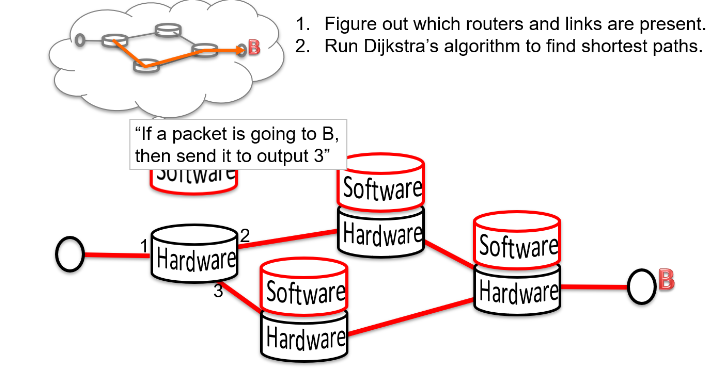 1. Figure out which routers and links are present.
2. Run Dijkstra's algorithm to find shortest paths.
B
“If a packet is going to B,
then send it to output 3”
Software
Software
Hardware
Software
Hardware
1
2
Hardware
3
Software
Hardware
B